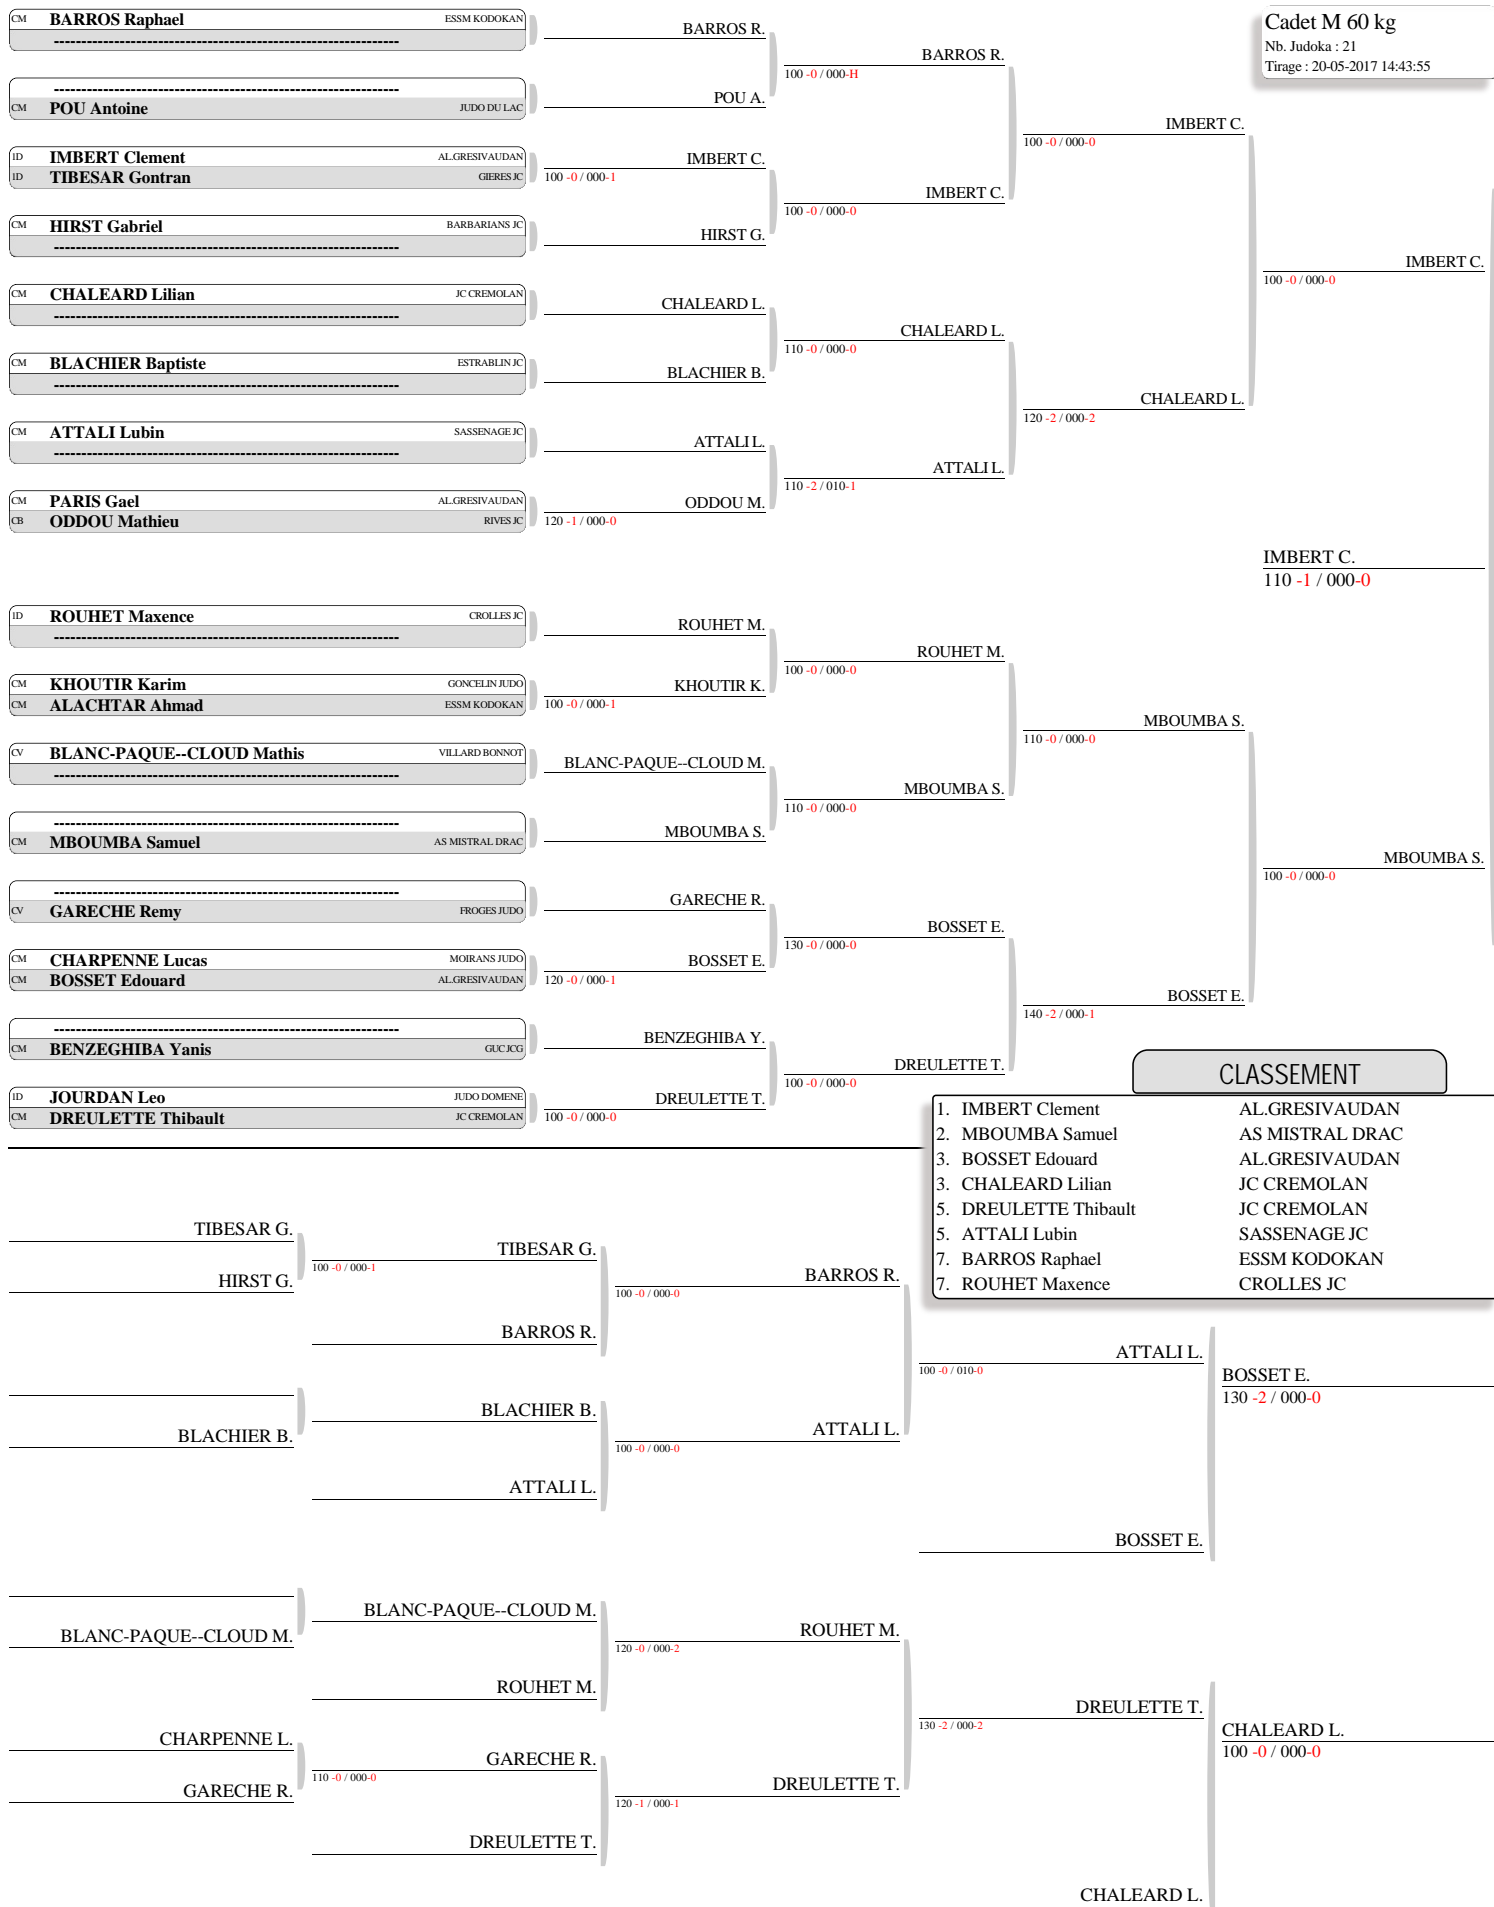 Cadet M 60 kg
Nb. Judoka : 21
Tirage : 20-05-2017 14:43:55
CM BARROS Raphael ESSM KODOKAN
----------------------------------------------------------------
----------------------------------------------------------------
CM POU Antoine JUDO DU LAC
1D IMBERT Clement AL.GRESIVAUDAN
1D TIBESAR Gontran GIERES JC
CM HIRST Gabriel BARBARIANS JC
----------------------------------------------------------------
CM CHALEARD Lilian JC CREMOLAN
----------------------------------------------------------------
CM BLACHIER Baptiste ESTRABLIN JC
----------------------------------------------------------------
CM ATTALI Lubin SASSENAGE JC
----------------------------------------------------------------
CM PARIS Gael AL.GRESIVAUDAN
CB ODDOU Mathieu RIVES JC
1D ROUHET Maxence CROLLES JC
----------------------------------------------------------------
CM KHOUTIR Karim GONCELIN JUDO
CM ALACHTAR Ahmad ESSM KODOKAN
CV BLANC-PAQUE--CLOUD Mathis VILLARD BONNOT
----------------------------------------------------------------
----------------------------------------------------------------
CM MBOUMBA Samuel AS MISTRAL DRAC
----------------------------------------------------------------
CV GARECHE Remy FROGES JUDO
CM CHARPENNE Lucas MOIRANS JUDO
CM BOSSET Edouard AL.GRESIVAUDAN
----------------------------------------------------------------
CM BENZEGHIBA Yanis GUC JCG
1D JOURDAN Leo JUDO DOMENE
CM DREULETTE Thibault JC CREMOLAN
BARROS R.
POU A.
IMBERT C.
100 -0 / 000-1
HIRST G.
CHALEARD L.
BLACHIER B.
ATTALI L.
ODDOU M.
120 -1 / 000-0
ROUHET M.
KHOUTIR K.
100 -0 / 000-1
BLANC-PAQUE--CLOUD M.
MBOUMBA S.
GARECHE R.
BOSSET E.
120 -0 / 000-1
BENZEGHIBA Y.
DREULETTE T.
100 -0 / 000-0
BARROS R.
100 -0 / 000-H
IMBERT C.
100 -0 / 000-0
CHALEARD L.
110 -0 / 000-0
ATTALI L.
110 -2 / 010-1
ROUHET M.
100 -0 / 000-0
MBOUMBA S.
110 -0 / 000-0
BOSSET E.
130 -0 / 000-0
DREULETTE T.
100 -0 / 000-0
IMBERT C.
100 -0 / 000-0
CHALEARD L.
120 -2 / 000-2
MBOUMBA S.
110 -0 / 000-0
BOSSET E.
140 -2 / 000-1
IMBERT C.
100 -0 / 000-0
MBOUMBA S.
100 -0 / 000-0
IMBERT C.
110 -1 / 000-0
CLASSEMENT
1. IMBERT Clement AL.GRESIVAUDAN
2. MBOUMBA Samuel AS MISTRAL DRAC
3. BOSSET Edouard AL.GRESIVAUDAN
3. CHALEARD Lilian JC CREMOLAN
5. DREULETTE Thibault JC CREMOLAN
5. ATTALI Lubin SASSENAGE JC
7. BARROS Raphael ESSM KODOKAN
7. ROUHET Maxence CROLLES JC
TIBESAR G.
HIRST G.
BLACHIER B.
BLANC-PAQUE--CLOUD M.
CHARPENNE L.
GARECHE R.
TIBESAR G.
100 -0 / 000-1
BARROS R.
BLACHIER B.
ATTALI L.
BLANC-PAQUE--CLOUD M.
ROUHET M.
GARECHE R.
110 -0 / 000-0
DREULETTE T.
BARROS R.
100 -0 / 000-0
ATTALI L.
100 -0 / 000-0
ROUHET M.
120 -0 / 000-2
DREULETTE T.
120 -1 / 000-1
ATTALI L.
100 -0 / 010-0
BOSSET E.
DREULETTE T.
130 -2 / 000-2
CHALEARD L.
BOSSET E.
130 -2 / 000-0
CHALEARD L.
100 -0 / 000-0